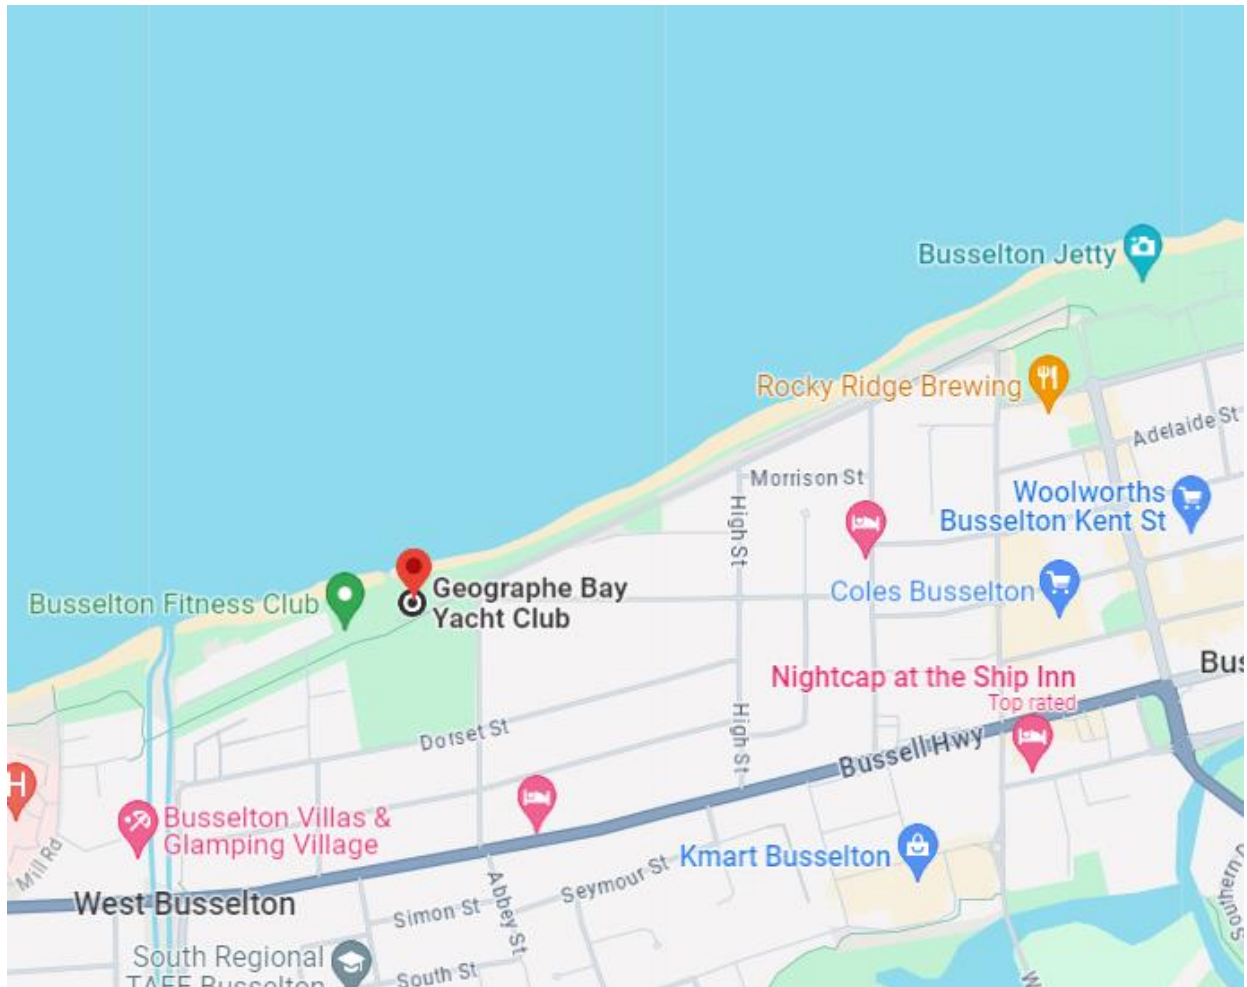 Busselton Jetty
Rocky Ridge Brewing
Adelaide St
Morrison St
Woolworths
Busselton Kent St
High St
Geographe Bay
Yacht Club
Busselton Fitness Club
Coles Busselton
Nightcap at the Ship Inn
Top rated
High St
Dorset St
Bussell Hwy
H
Busselton Villas &
Glamping Village
Kmart Busselton
Mill Rd
Seymour St
Abbey St
West Busselton
Simon St
South Regional
TAFE Busselton
South St